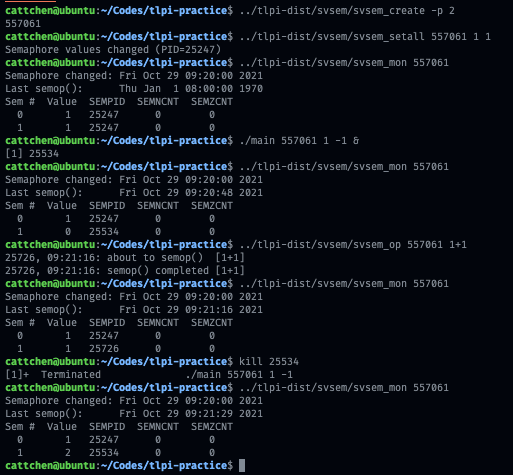 cattchen@ubuntu:~/Codes/tlpi-practice$ ../tlpi-dist/svsem/svsem_create -p 2
557061
cattchen@ubuntu:~/Codes/tlpi-practice$ ../tlpi-dist/svsem/svsem_setall 557061 1 1
Semaphore values changed (PID=25247)
cattchen@ubuntu:~/Codes/tlpi-practice$ ../tlpi-dist/svsem/svsem_mon 557061
Semaphore changed: Fri Oct 29 09:20:00 2021
Last semop():      Thu Jan  1 08:00:00 1970
Sem #  Value  SEMPID  SEMNCNT  SEMZCNT
  0      1    25247      0        0
  1      1    25247      0        0
cattchen@ubuntu:~/Codes/tlpi-practice$ ./main 557061 1 -1 &
[1] 25534
cattchen@ubuntu:~/Codes/tlpi-practice$ ../tlpi-dist/svsem/svsem_mon 557061
Semaphore changed: Fri Oct 29 09:20:00 2021
Last semop():      Fri Oct 29 09:20:48 2021
Sem #  Value  SEMPID  SEMNCNT  SEMZCNT
  0      1    25247      0        0
  1      0    25534      0        0
cattchen@ubuntu:~/Codes/tlpi-practice$ ../tlpi-dist/svsem/svsem_op 557061 1+1
25726, 09:21:16: about to semop()  [1+1]
25726, 09:21:16: semop() completed [1+1]
cattchen@ubuntu:~/Codes/tlpi-practice$ ../tlpi-dist/svsem/svsem_mon 557061
Semaphore changed: Fri Oct 29 09:20:00 2021
Last semop():      Fri Oct 29 09:21:16 2021
Sem #  Value  SEMPID  SEMNCNT  SEMZCNT
  0      1    25247      0        0
  1      1    25726      0        0
cattchen@ubuntu:~/Codes/tlpi-practice$ kill 25534
[1]+  Terminated              ./main 557061 1 -1
cattchen@ubuntu:~/Codes/tlpi-practice$ ../tlpi-dist/svsem/svsem_mon 557061
Semaphore changed: Fri Oct 29 09:20:00 2021
Last semop():      Fri Oct 29 09:21:29 2021
Sem #  Value  SEMPID  SEMNCNT  SEMZCNT
  0      1    25247      0        0
  1      2    25534      0        0
cattchen@ubuntu:~/Codes/tlpi-practice$